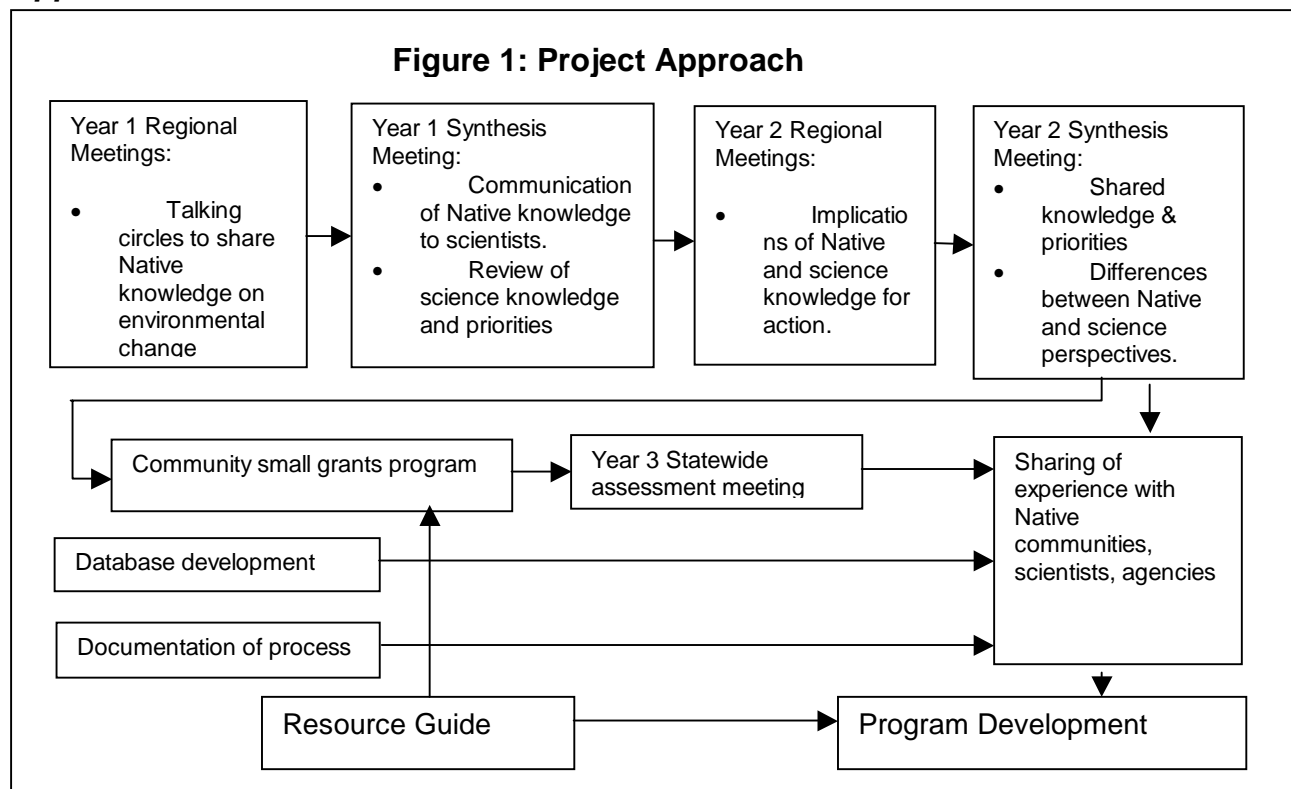 Figure 1: Project Approach
Year 1 Regional
Meetings:
• Talking
circles to share
Native
knowledge on
environmental
change
Year 1 Synthesis
Meeting:
• Communication
of Native knowledge
to scientists.
• Review of
science knowledge
and priorities
Year 2 Regional
Meetings:
• Implicatio
ns of Native
and science
knowledge for
action.
Year 2 Synthesis
Meeting:
• Shared
knowledge &
priorities
• Differences
between Native
and science
perspectives.
Community small grants program
Year 3 Statewide
assessment meeting
Sharing of
experience with
Native
communities,
scientists, agencies
Database development
Documentation of process
Resource Guide
Program Development